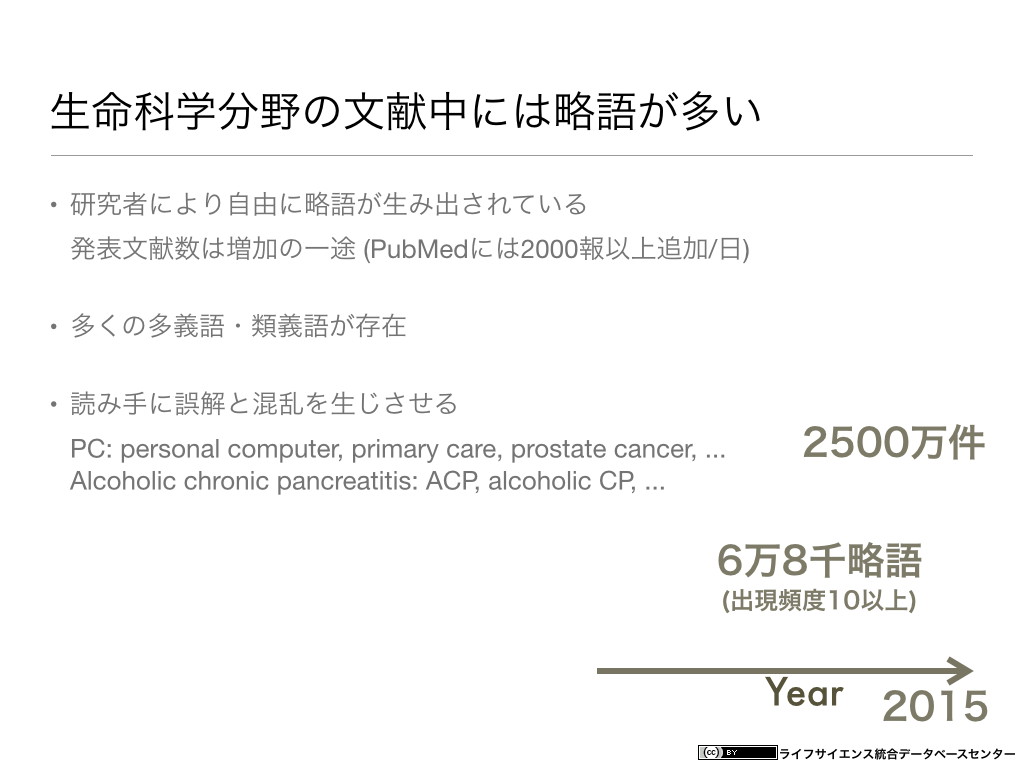 生命科学分野の文献中には略語が多い
• 研究者により自由に略語が生み出されている
発表文献数は増加の一途 (PubMedには2000報以上追加/日)
• 多くの多義語・類義語が存在
• 読み手に誤解と混乱を生じさせる
PC: personal computer, primary care, prostate cancer, ...
Alcoholic chronic pancreatitis: ACP, alcoholic CP, ...
2500万件
6万8千略語
(出現頻度10以上)
Year
2015
cc BY ライフサイエンス統合データベースセンター